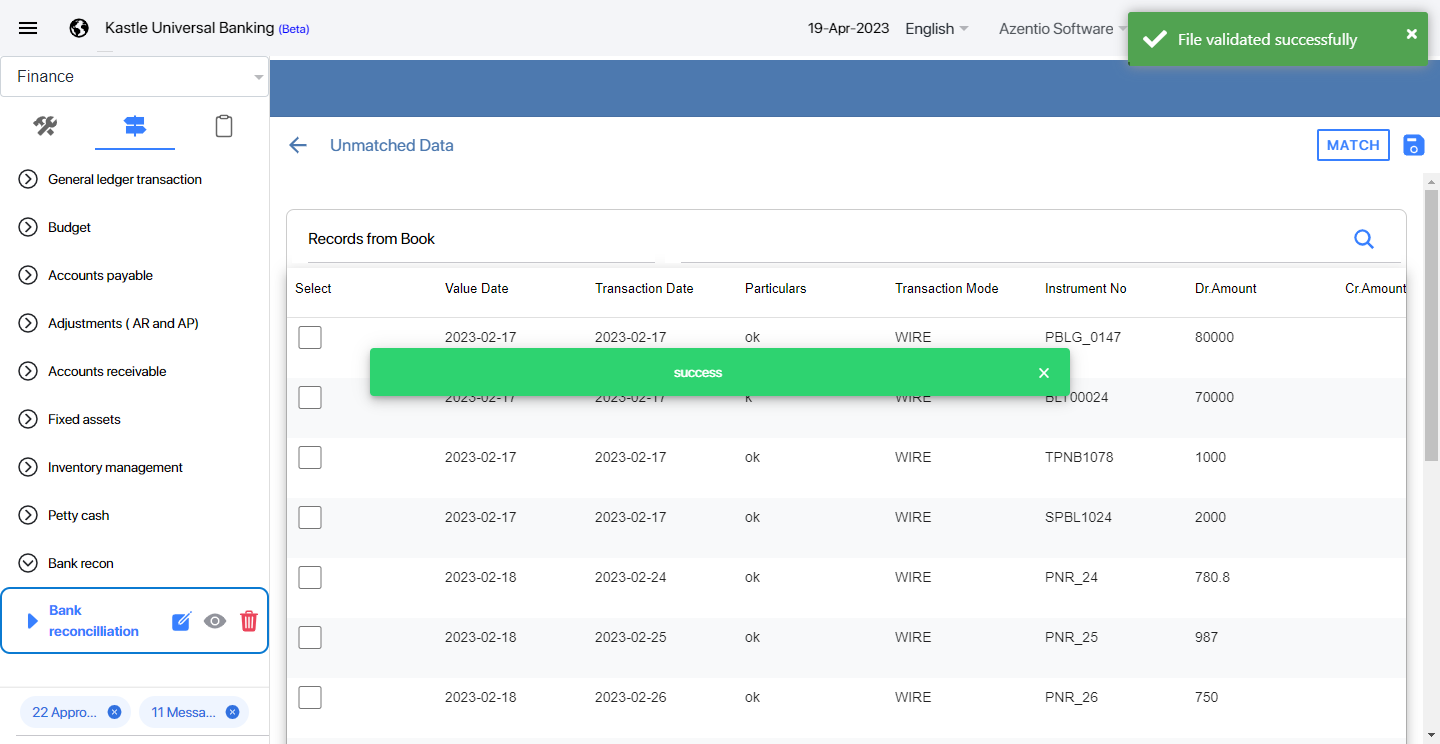 Kastle Universal Banking (Beta)
19-Apr-2023
English
Azentio Software
File validated successfully
Finance
Unmatched Data
MATCH
General ledger transaction
Budget
Accounts payable
Adjustments ( AR and AP)
Accounts receivable
Fixed assets
Inventory management
Petty cash
Bank recon
Bank
reconcilliation
22 Appro...
11 Messa...
Records from Book
Select Value Date Transaction Date Particulars Transaction Mode Instrument No Dr.Amount Cr.Amount
2023-02-17 2023-02-17 ok WIRE PBLG_0147 80000
success
2023-02-17 2023-02-17 WIRE 70000
2023-02-17 2023-02-17 ok WIRE TPNB1078 1000
2023-02-17 2023-02-17 ok WIRE SPBL1024 2000
2023-02-18 2023-02-24 ok WIRE PNR_24 780.8
2023-02-18 2023-02-25 ok WIRE PNR_25 987
2023-02-18 2023-02-26 ok WIRE PNR_26 750